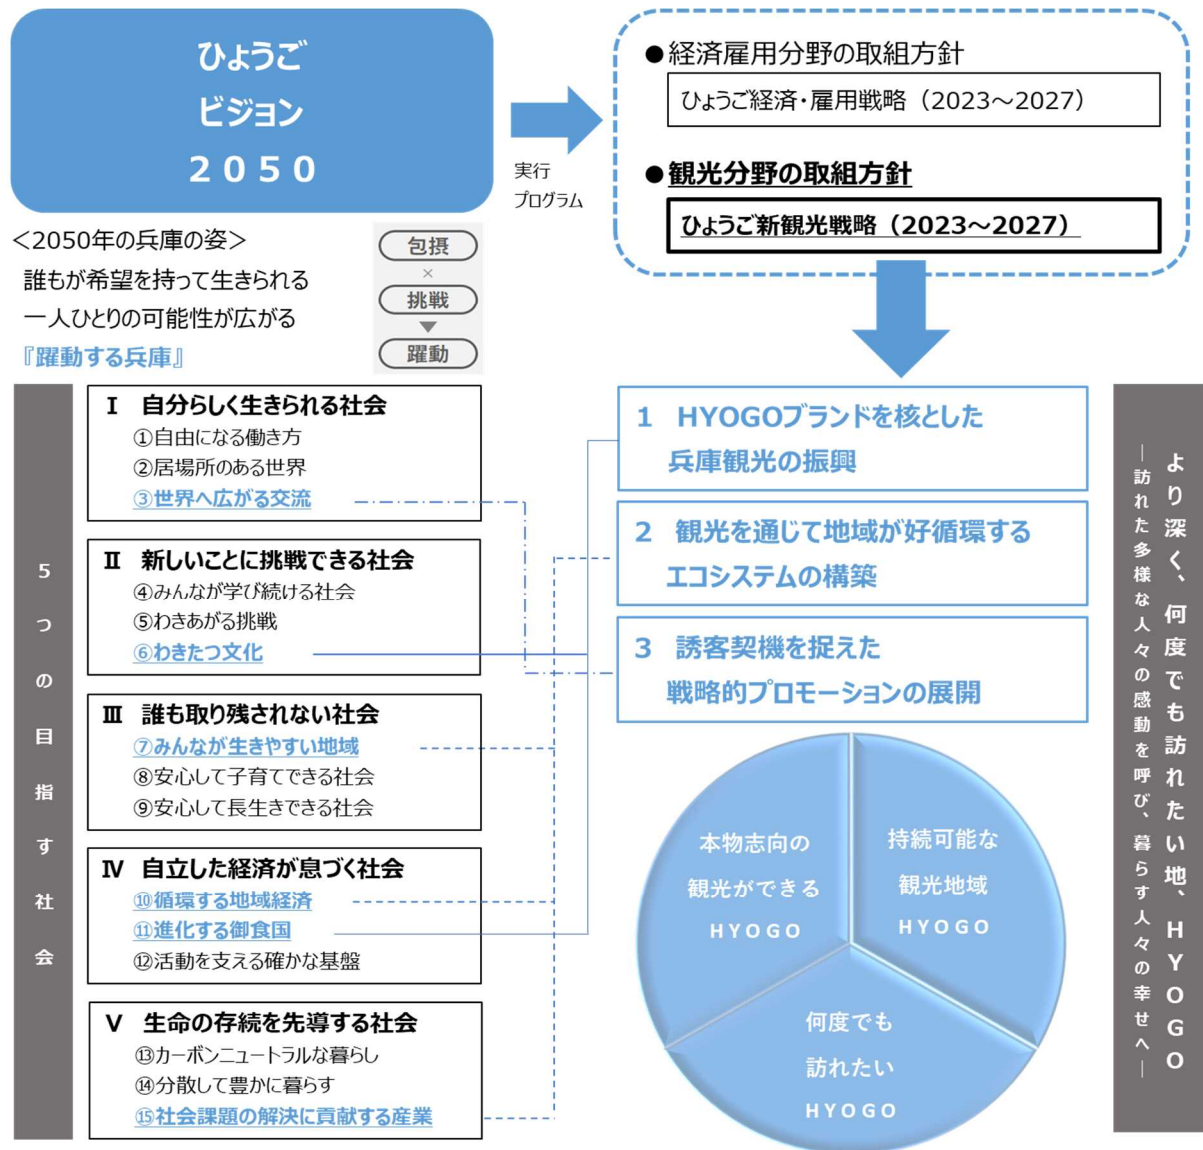 ひょうご
ビジョン
２０５０
実行
プログラム
●経済雇用分野の取組方針
ひょうご経済・雇用戦略（2023～2027）
●観光分野の取組方針
ひょうご新観光戦略（2023～2027）
＜2050年の兵庫の姿＞
誰もが希望を持って生きられる
一人ひとりの可能性が広がる
『躍動する兵庫』
包摂
×
挑戦
▼
躍動
５つの目指す社会
Ⅰ　自分らしく生きられる社会
①自由になる働き方
②居場所のある世界
③世界へ広がる交流
Ⅱ　新しいことに挑戦できる社会
④みんなが学び続ける社会
⑤わきあがる挑戦
⑥わきたつ文化
Ⅲ　誰も取り残されない社会
⑦みんなが生きやすい地域
⑧安心して子育てできる社会
⑨安心して長生きできる社会
Ⅳ　自立した経済が息づく社会
⑩循環する地域経済
⑪進化する御食国
⑫活動を支える確かな基盤
Ⅴ　生命の存続を先導する社会
⑬カーボンニュートラルな暮らし
⑭分散して豊かに暮らす
⑮社会課題の解決に貢献する産業
1　HYOGOブランドを核とした
兵庫観光の振興
2　観光を通じて地域が好循環する
エコシステムの構築
3　誘客契機を捉えた
戦略的プロモーションの展開
本物志向の
観光ができる
ＨＹＯＧＯ
持続可能な
観光地域
ＨＹＯＧＯ
何度でも
訪れたい
ＨＹＯＧＯ
より深く、何度でも訪れたい地、ＨＹＯＧＯ
―訪れた多様な人々の感動を呼び、暮らす人々の幸せへ―